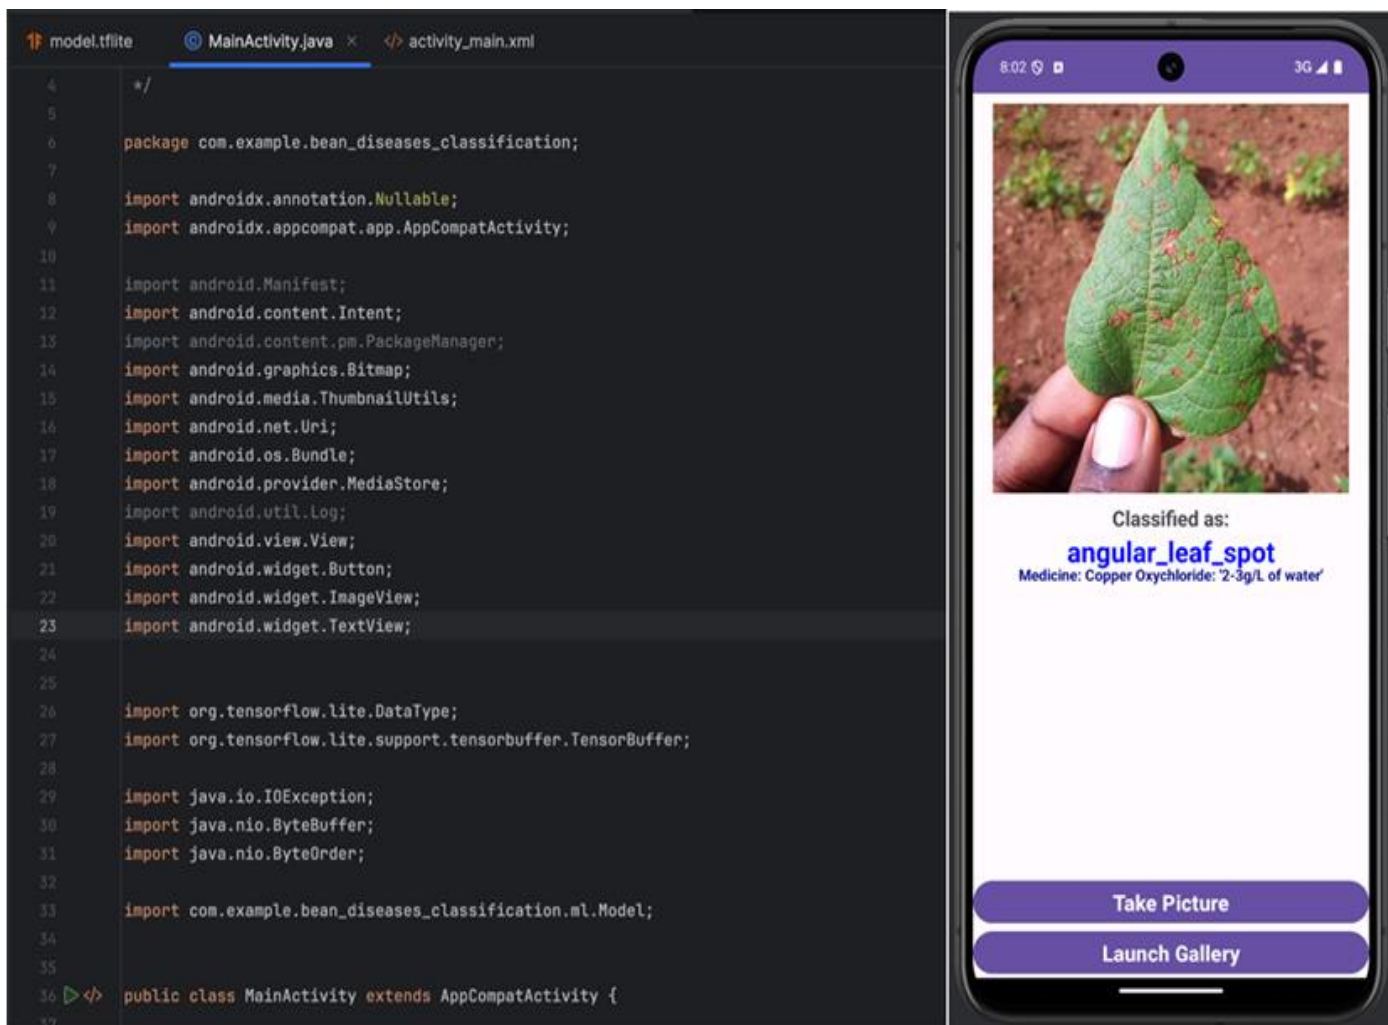 model.tflite MainActivity.java × </> activity_main.xml
4 */
5
6 package com.example.bean_diseases_classification;
7
8 import androidx.annotation.Nullable;
9 import androidx.appcompat.app.AppCompatActivity;
10
11 import android.Manifest;
12 import android.content.Intent;
13 import android.content.pm.PackageManager;
14 import android.graphics.Bitmap;
15 import android.media.ThumbnailUtils;
16 import android.net.Uri;
17 import android.os.Bundle;
18 import android.provider.MediaStore;
19 import android.util.Log;
20 import android.view.View;
21 import android.widget.Button;
22 import android.widget.ImageView;
23 import android.widget.TextView;
24
25
26 import org.tensorflow.lite.DataType;
27 import org.tensorflow.lite.support.tensorbuffer.TensorBuffer;
28
29 import java.io.IOException;
30 import java.nio.ByteBuffer;
31 import java.nio.ByteOrder;
32
33 import com.example.bean_diseases_classification.ml.Model;
34
35
36 </> public class MainActivity extends AppCompatActivity {
37
8:02 3G
Classified as:
angular_leaf_spot
Medicine: Copper Oxychloride: '2-3g/L of water'
Take Picture
Launch Gallery